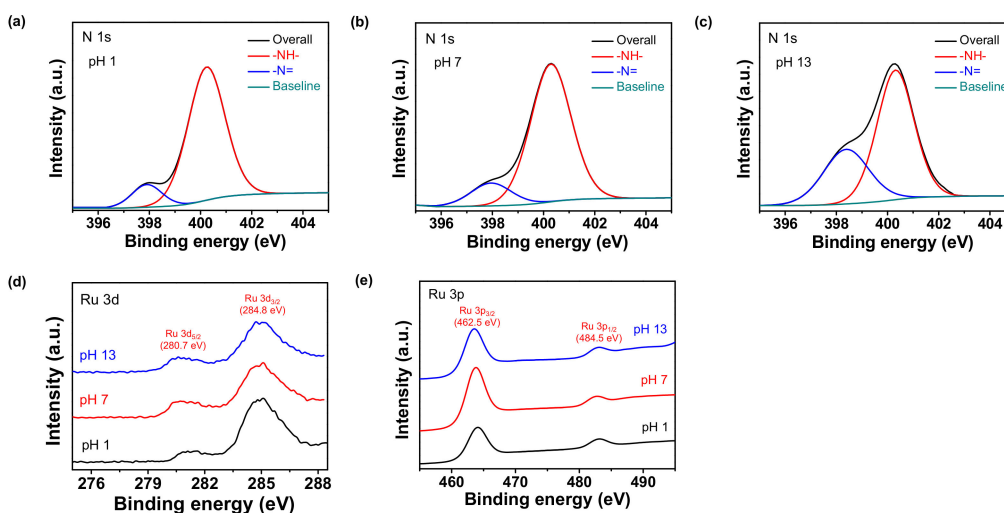 (a)
N 1s
pH 1
Overall
-NH-
-N=
Baseline
Intensity (a.u.)
396 398 400 402 404
Binding energy (eV)
(b)
N 1s
pH 7
Overall
-NH-
-N=
Baseline
Intensity (a.u.)
396 398 400 402 404
Binding energy (eV)
(c)
N 1s
pH 13
Overall
-NH-
-N=
Baseline
Intensity (a.u.)
396 398 400 402 404
Binding energy (eV)
(d)
Ru 3d
Ru 3d3/2
(284.8 eV)
Ru 3d5/2
(280.7 eV)
pH 13
pH 7
pH 1
Intensity (a.u.)
276 279 282 285 288
Binding energy (eV)
(e)
Ru 3p
Ru 3p3/2
(462.5 eV)
Ru 3p1/2
(484.5 eV)
pH 13
pH 7
pH 1
Intensity (a.u.)
460 470 480 490
Binding energy (eV)